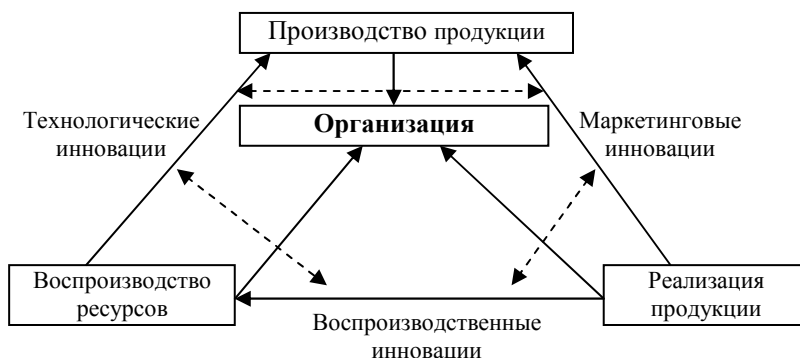 Производство продукции
Технологические
инновации
Организация
Маркетинговые
инновации
Воспроизводство
ресурсов
Реализация
продукции
Воспроизводственные
инновации